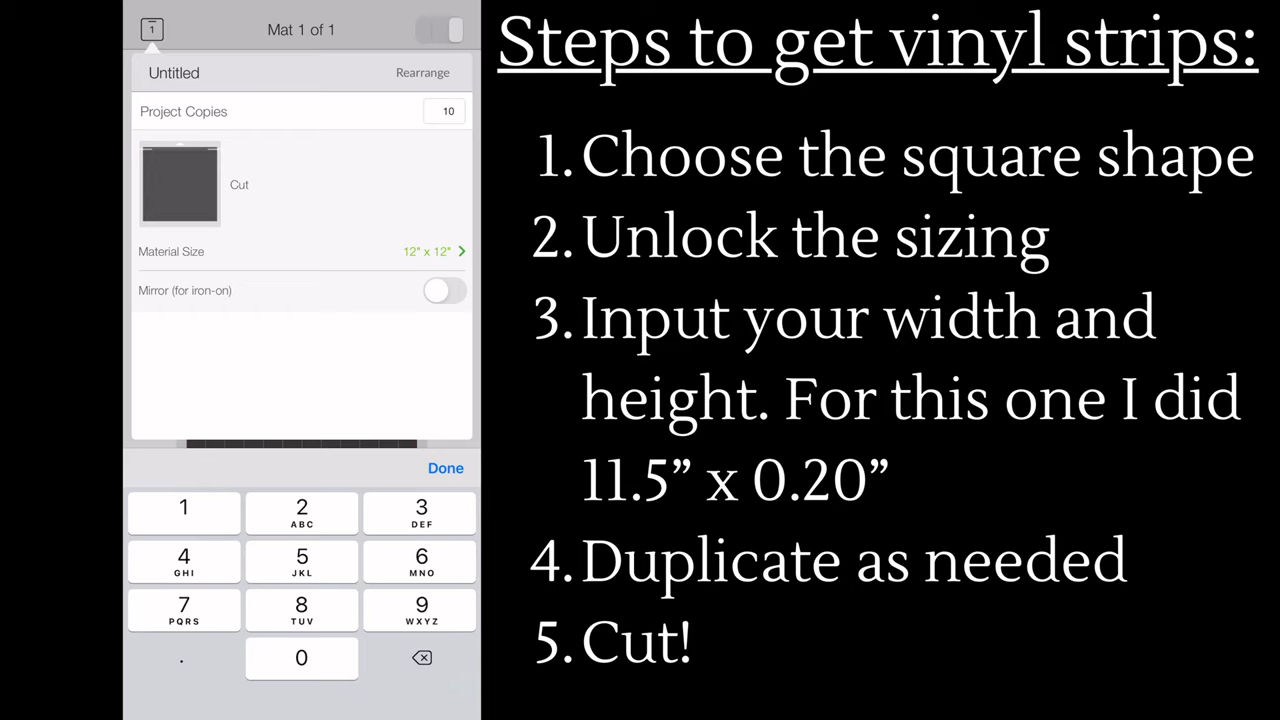 1
Mat 1 of 1
Untitled
Rearrange
Project Copies
10
Cut
Material Size
12" x 12"
Mirror (for iron-on)
Done
1
2
ABC
3
DEF
4
GHI
5
JKL
6
MNO
7
PQRS
8
TUV
9
WXYZ
.
0
Steps to get vinyl strips:
1. Choose the square shape
2. Unlock the sizing
3. Input your width and
height. For this one I did
11.5” x 0.20”
4. Duplicate as needed
5. Cut!